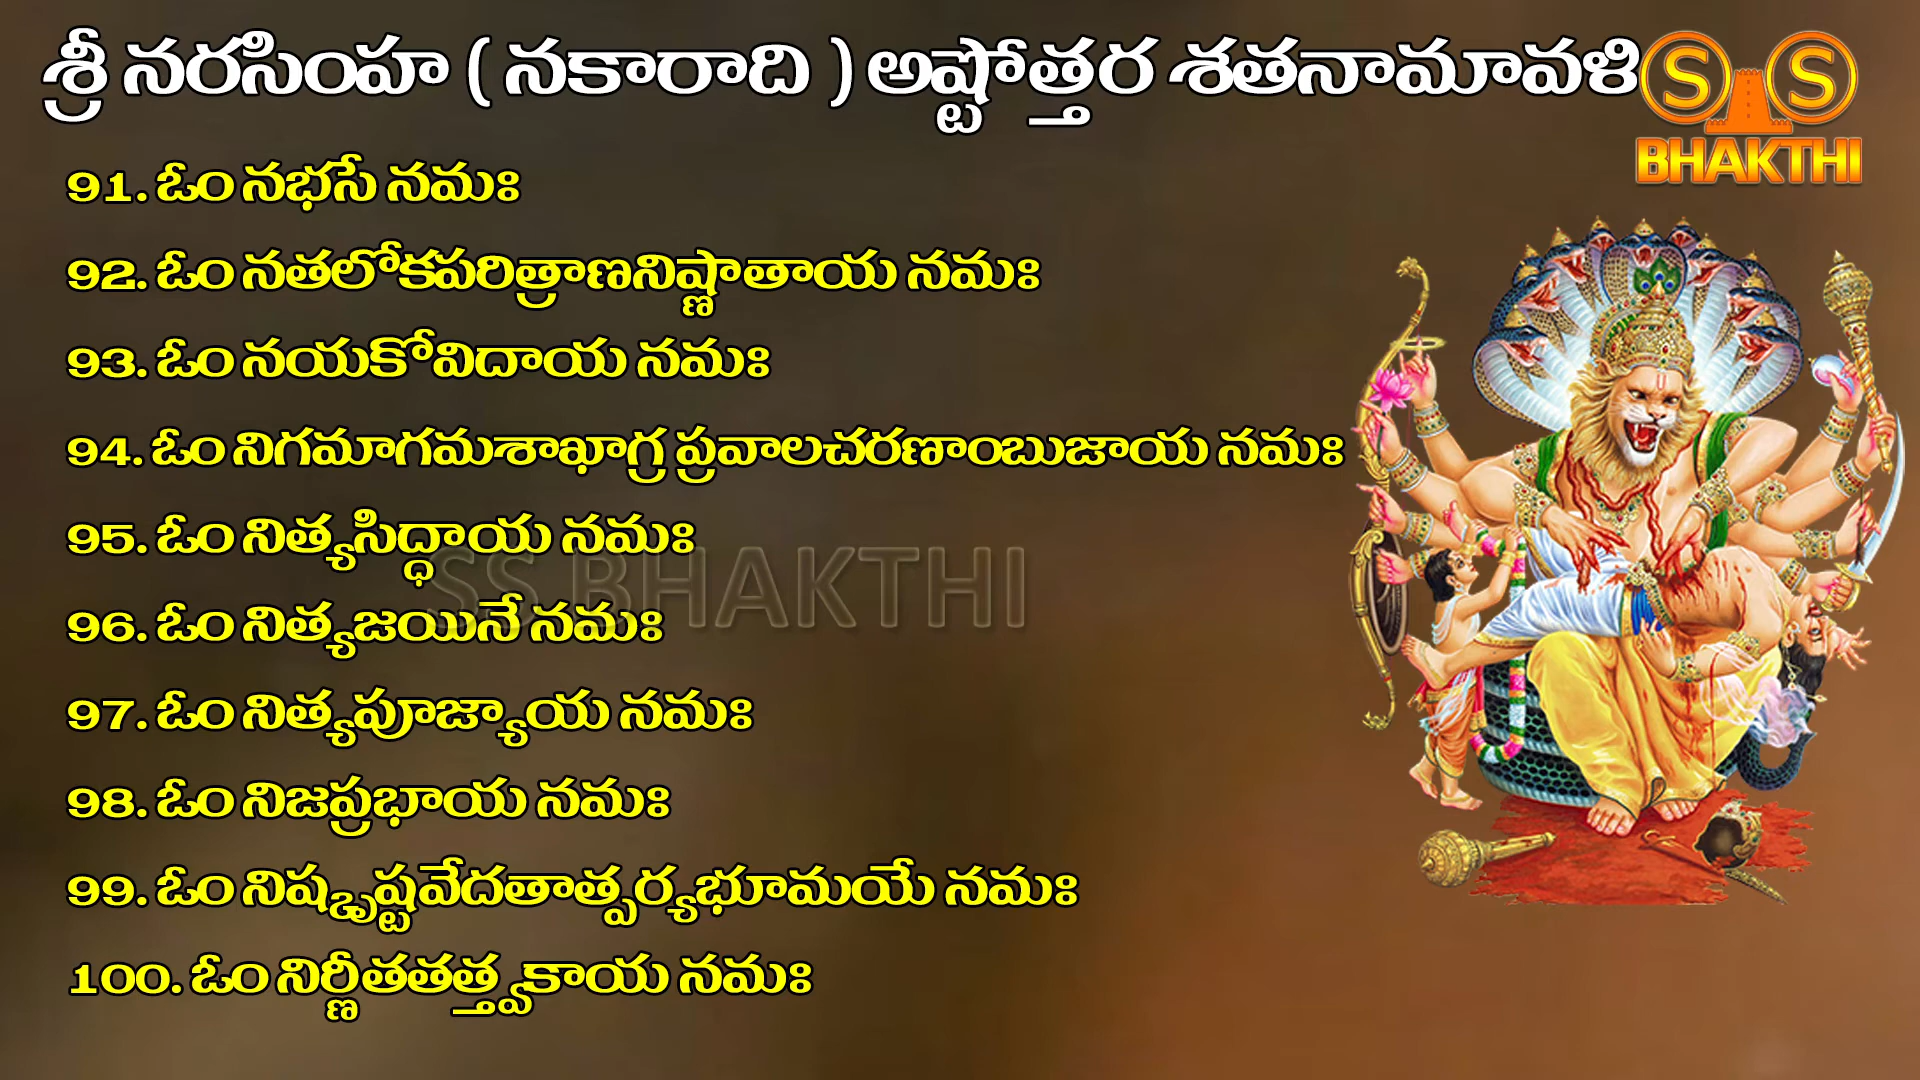 శ్రీ నరసింహ ( నకారాది ) అష్టోత్తర శతనామావళి
S S
BHAKTHI
91. ఓం నభసే నమః
92. ఓం నతలోకపరిత్రాణనిష్ణాతాయ నమః
93. ఓం నయకోవిదాయ నమః
94. ఓం నిగమాగమశాఖాగ్ర ప్రవాలచరణాంబుజాయ నమః
95. ఓం నిత్యసిద్ధాయ నమః
SS BHAKTHI
96. ఓం నిత్యజయినే నమః
97. ఓం నిత్యపూజ్యాయ నమః
98. ఓం నిజప్రభాయ నమః
99. ఓం నిష్కృష్టవేదతాత్పర్యభూమయే నమః
100. ఓం నిర్ణీతతత్త్వకాయ నమః